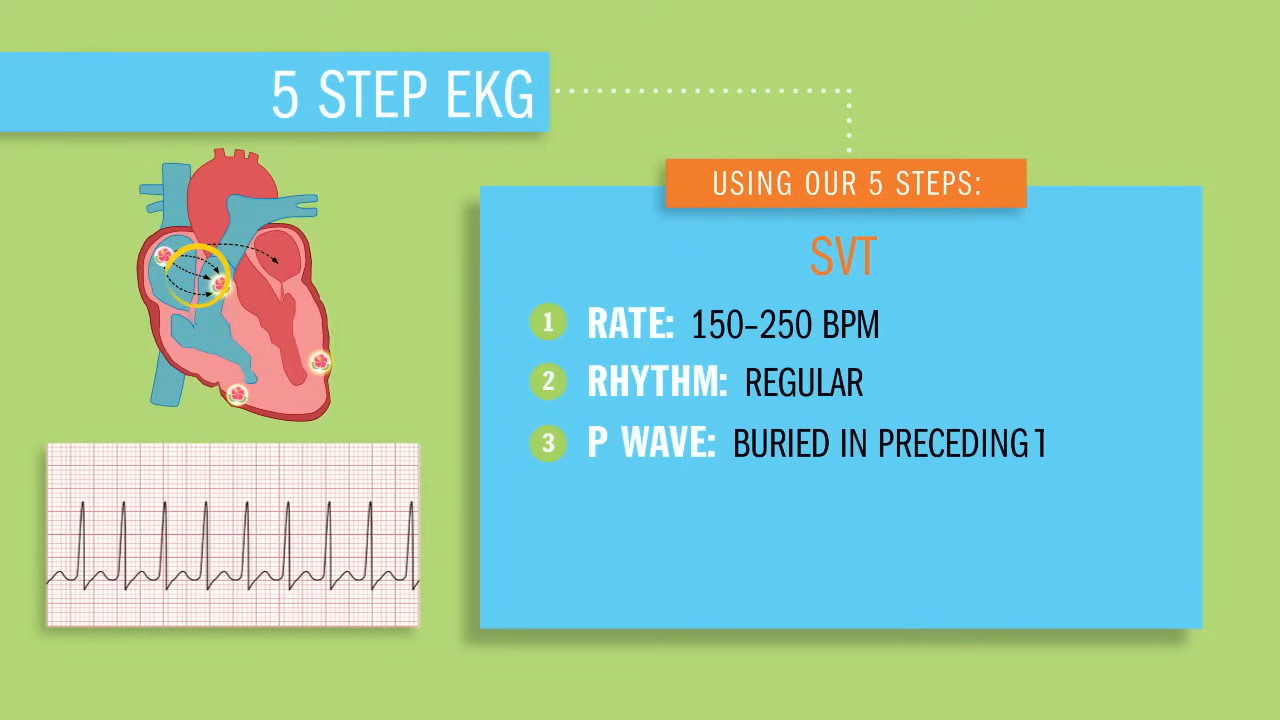 5 STEP EKG
USING OUR 5 STEPS:
SVT
1 RATE: 150–250 BPM
2 RHYTHM: REGULAR
3 P WAVE: BURIED IN PRECEDING